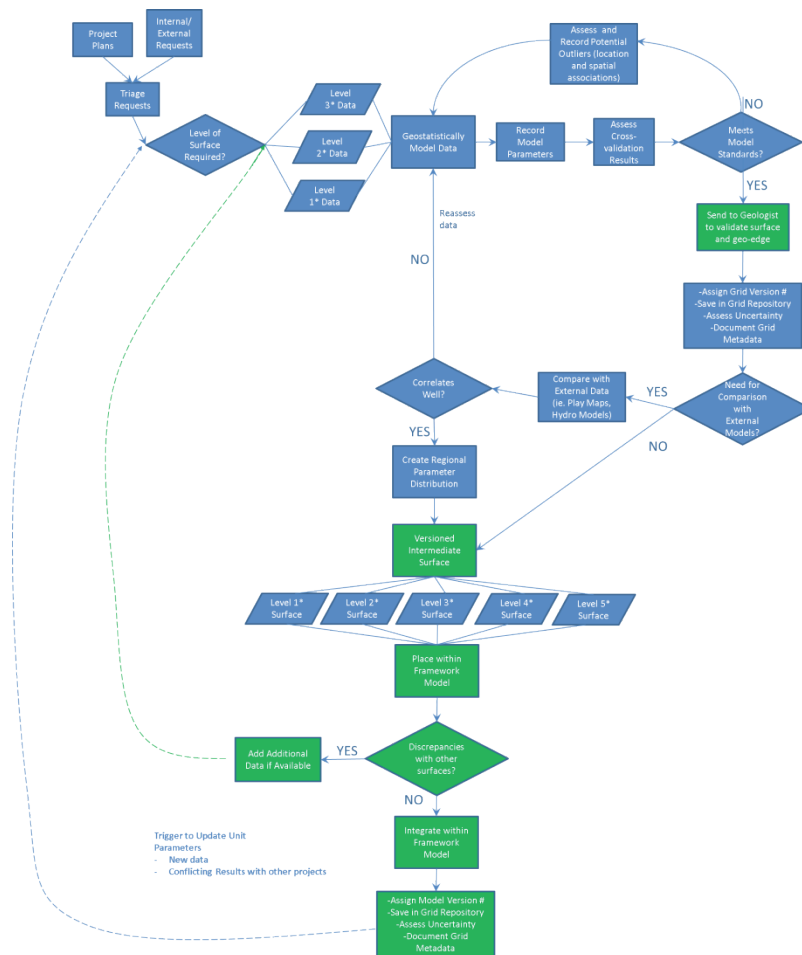 Project
Plans
Internal/
External
Requests
Triage
Requests
Level of
Surface
Required?
Level
3* Data
Level
2* Data
Level
1* Data
Geostatistically
Model Data
Record
Model
Parameters
Assess
Cross-
validation
Results
Assess and
Record Potential
Outliers (location
and spatial
associations)
NO
Meets
Model
Standards?
YES
Send to Geologist
to validate surface
and geo-edge
-Assign Grid Version #
-Save in Grid Repository
-Assess Uncertainty
-Document Grid
Metadata
Need for
Comparison
with
External
Models?
YES
NO
Compare with
External Data
(ie. Play Maps,
Hydro Models)
Correlates
Well?
NO
Reassess
data
YES
Create Regional
Parameter
Distribution
Versioned
Intermediate
Surface
Level 1*
Surface
Level 2*
Surface
Level 3*
Surface
Level 4*
Surface
Level 5*
Surface
Place within
Framework
Model
Discrepancies
with other
surfaces?
YES
Add Additional
Data if Available
NO
Integrate within
Framework
Model
Trigger to Update Unit
Parameters
- New data
- Conflicting Results with other projects
-Assign Model Version #
-Save in Grid Repository
-Assess Uncertainty
-Document Grid
Metadata